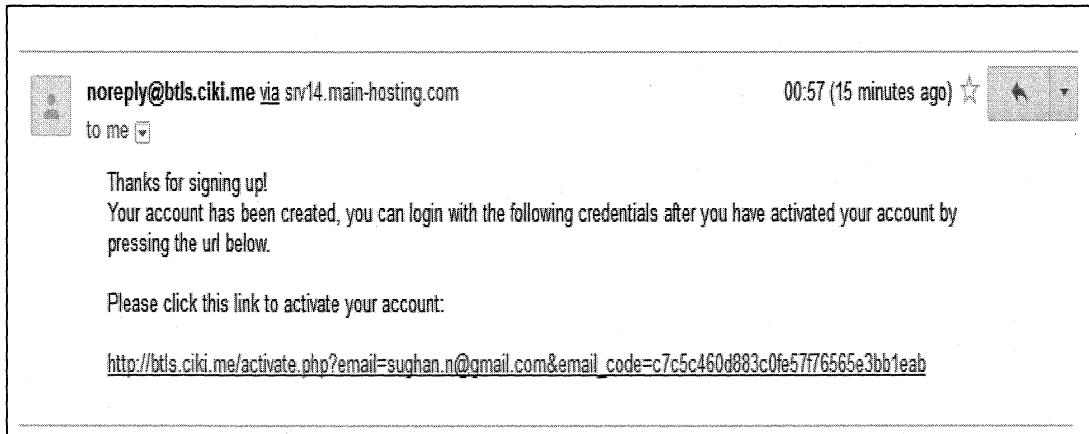 noreply@btls.ciki.me via srv14.main-hosting.com 00:57 (15 minutes ago)
to me
Thanks for signing up!
Your account has been created, you can login with the following credentials after you have activated your account by
pressing the url below.
Please click this link to activate your account:
http://btls.ciki.me/activate.php?email=sughan.n@gmail.com&email_code=c7c5c460d883c0fe57f76565e3bb1eab